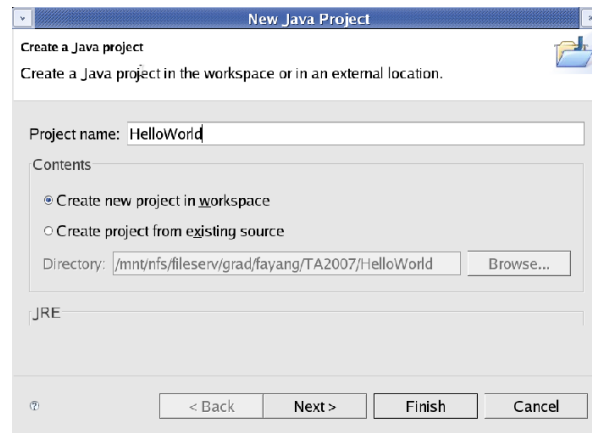 New Java Project
Create a Java project
Create a Java project in the workspace or in an external location.
Project name: HelloWorld
Contents
Create new project in workspace
Create project from existing source
Directory: /mnt/nfs/fileserv/grad/fayang/TA2007/HelloWorld Browse...
JRE
< Back Next > Finish Cancel